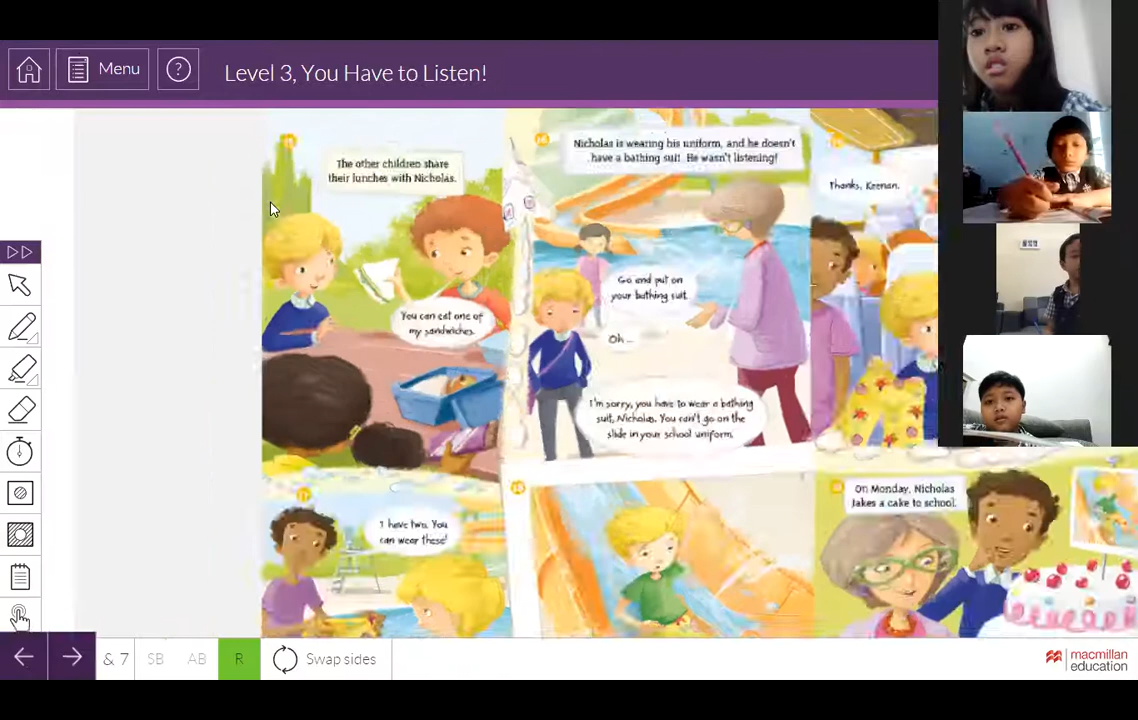 Menu
?
Level 3, You Have to Listen!
15
The other children share
their lunches with Nicholas.
You can eat one of
my sandwiches.
16
Nicholas is wearing his uniform, and he doesn't
have a bathing suit. He wasn't listening!
Go and put on
your bathing suit.
Oh...
I'm sorry, you have to wear a bathing
suit, Nicholas. You can't go on the
slide in your school uniform.
Thanks, Keenan.
17
I have two. You
can wear these!
18
On Monday, Nicholas
takes a cake to school.
& 7
SB
AB
R
Swap sides
macmillan
education